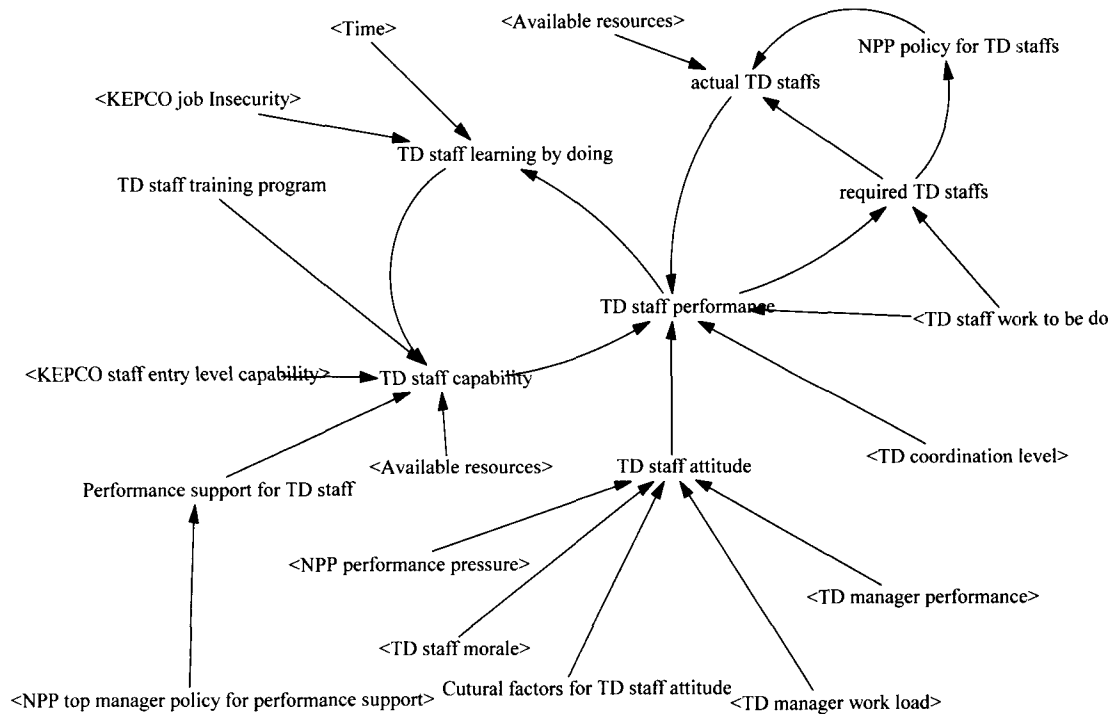 <Available resources>
<Time>
NPP policy for TD staffs
actual TD staffs
<KEPCO job Insecurity>
TD staff learning by doing
TD staff training program
required TD staffs
TD staff performance
<TD staff work to be do
<KEPCO staff entry level capability>
TD staff capability
<TD coordination level>
<Available resources>
TD staff attitude
Performance support for TD staff
<NPP performance pressure>
<TD manager performance>
<TD staff morale>
Cutural factors for TD staff attitude
<NPP top manager policy for performance support>
<TD manager work load>